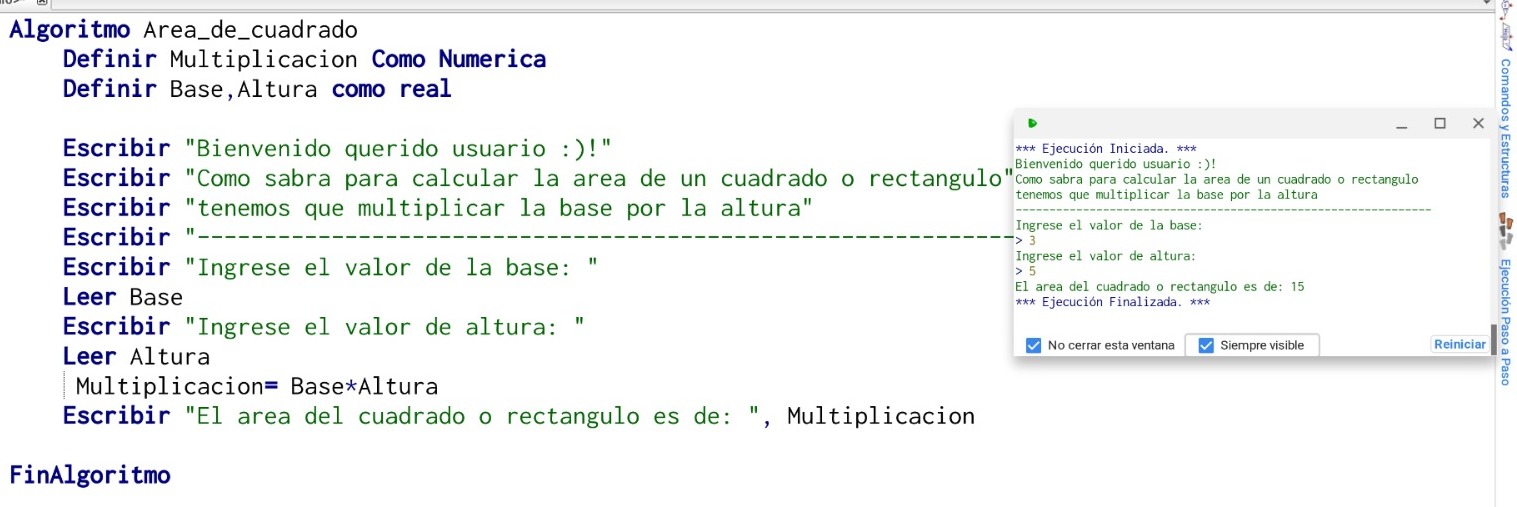 Algoritmo Area_de_cuadrado
Definir Multiplicacion Como Numerica
Definir Base,Altura como real
Escribir "Bienvenido querido usuario :)!"
Escribir "Como sabra para calcular la area de un cuadrado o rectangulo"
Escribir "tenemos que multiplicar la base por la altura"
Escribir "--------------------------------------------------------------
Escribir "Ingrese el valor de la base: "
Leer Base
Escribir "Ingrese el valor de altura: "
Leer Altura
Multiplicacion= Base*Altura
Escribir "El area del cuadrado o rectangulo es de: ", Multiplicacion
FinAlgoritmo
*** Ejecución Iniciada. ***
Bienvenido querido usuario :)!
Como sabra para calcular la area de un cuadrado o rectangulo
tenemos que multiplicar la base por la altura
--------------------------------------------------------------
Ingrese el valor de la base:
> 3
Ingrese el valor de altura:
> 5
El area del cuadrado o rectangulo es de: 15
*** Ejecución Finalizada. ***
No cerrar esta ventana
Siempre visible
Reiniciar
Comandos y Estructuras
Ejecución Paso a Paso